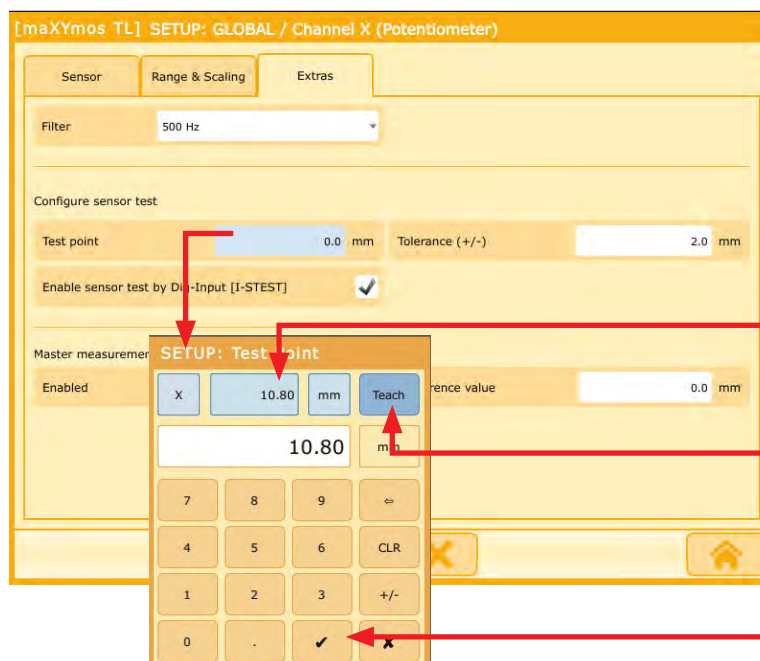 [maXYmos TL] SETUP: GLOBAL / Channel X (Potentiometer)
Sensor Range & Scaling Extras
Filter 500 Hz
Configure sensor test
Test point 0.0 mm Tolerance (+/-) 2.0 mm
Enable sensor test by Dig-Input [I-STEST]
Master measuremen
SETUP: Test Point
Enabled
rence value 0.0 mm
X 10.80 mm Teach
10.80 mm
7 8 9 ⇦
4 5 6 CLR
1 2 3 +/-
0 . ✔ ✘